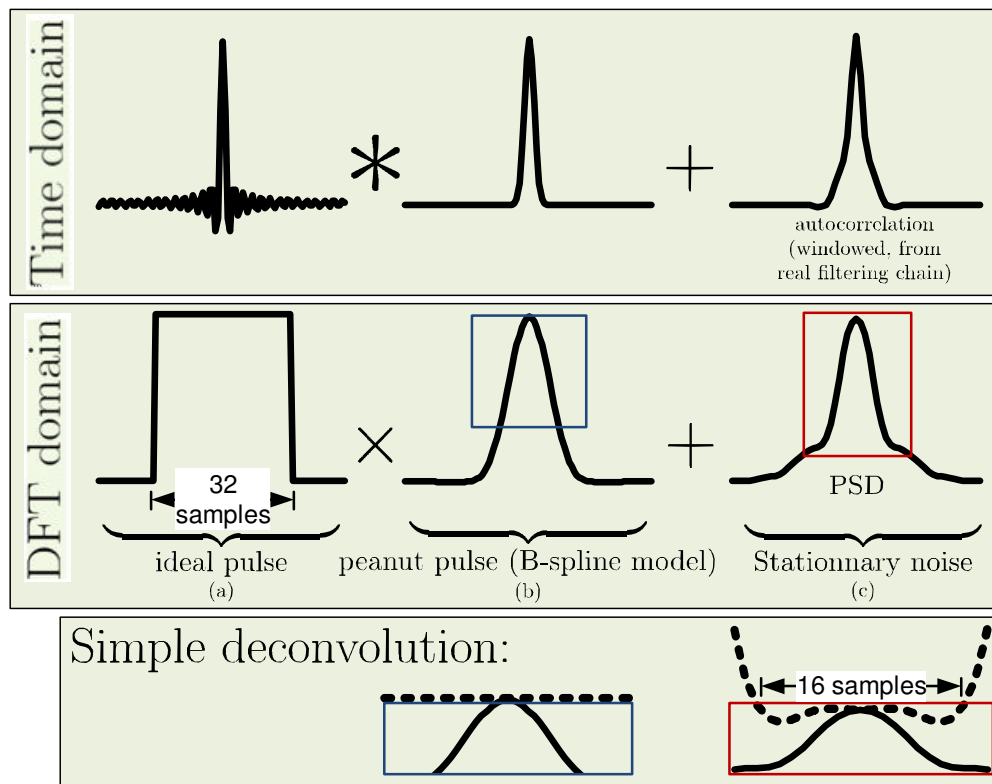 Time domain
*
+
autocorrelation
(windowed, from
real filtering chain)
DFT domain
×
+
32
samples
PSD
ideal pulse
peanut pulse (B-spline model)
Stationnary noise
(a)
(b)
(c)
Simple deconvolution:
16 samples